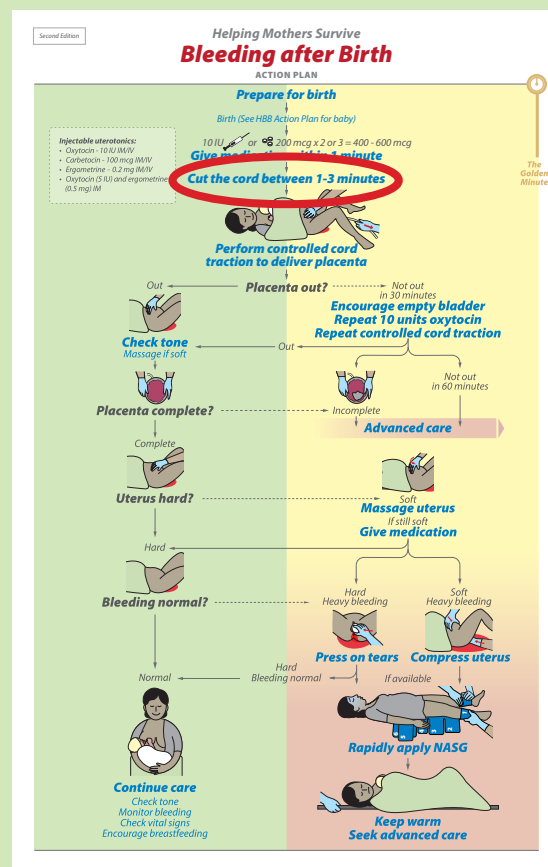 Second Edition
Helping Mothers Survive
Bleeding after Birth
ACTION PLAN
Prepare for birth
Birth (See HBB Action Plan for baby)
Injectable uterotonics:
• Oxytocin - 10 IU IM/IV
• Carbetocin - 100 mcg IM/IV
• Ergametrine - 0.2 mg IM/IV
• Oxytocin (5 IU) and ergometrine
(0.5 mg) IM
10 IU or 200 mcg x 2 or 3 = 400 - 600 mcg
Give medication within 1 minute
The
Golden
Minute
Cut the cord between 1-3 minutes
Perform controlled cord
traction to deliver placenta
Out
Placenta out?
Not out
in 30 minutes
Encourage empty bladder
Repeat 10 units oxytocin
Repeat controlled cord traction
Check tone
Massage if soft
Out
Not out
in 60 minutes
Placenta complete?
Incomplete
Advanced care
Complete
Uterus hard?
Soft
Massage uterus
If still soft
Give medication
Hard
Bleeding normal?
Hard
Heavy bleeding
Soft
Heavy bleeding
Press on tears
Compress uterus
Normal
Hard
Bleeding normal
If available
Rapidly apply NASG
Continue care
Check tone
Monitor bleeding
Check vital signs
Encourage breastfeeding
Keep warm
Seek advanced care